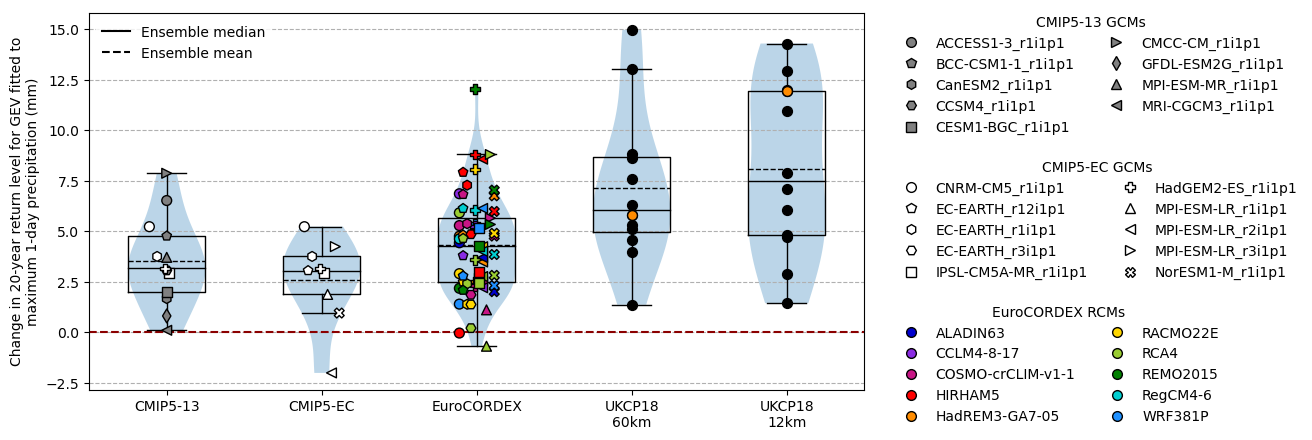 Change in 20-year return level for GEV fitted to
maximum 1-day precipitation (mm)
15.0
12.5
10.0
7.5
5.0
2.5
0.0
−2.5
Ensemble median
Ensemble mean
CMIP5-13
CMIP5-EC
EuroCORDEX
UKCP18
60km
UKCP18
12km
CMIP5-13 GCMs
ACCESS1-3_r1i1p1
BCC-CSM1-1_r1i1p1
CanESM2_r1i1p1
CCSM4_r1i1p1
CESM1-BGC_r1i1p1
CMCC-CM_r1i1p1
GFDL-ESM2G_r1i1p1
MPI-ESM-MR_r1i1p1
MRI-CGCM3_r1i1p1
CMIP5-EC GCMs
CNRM-CM5_r1i1p1
EC-EARTH_r12i1p1
EC-EARTH_r1i1p1
EC-EARTH_r3i1p1
IPSL-CM5A-MR_r1i1p1
HadGEM2-ES_r1i1p1
MPI-ESM-LR_r1i1p1
MPI-ESM-LR_r2i1p1
MPI-ESM-LR_r3i1p1
NorESM1-M_r1i1p1
EuroCORDEX RCMs
ALADIN63
CCLM4-8-17
COSMO-crCLIM-v1-1
HIRHAM5
HadREM3-GA7-05
RACMO22E
RCA4
REMO2015
RegCM4-6
WRF381P